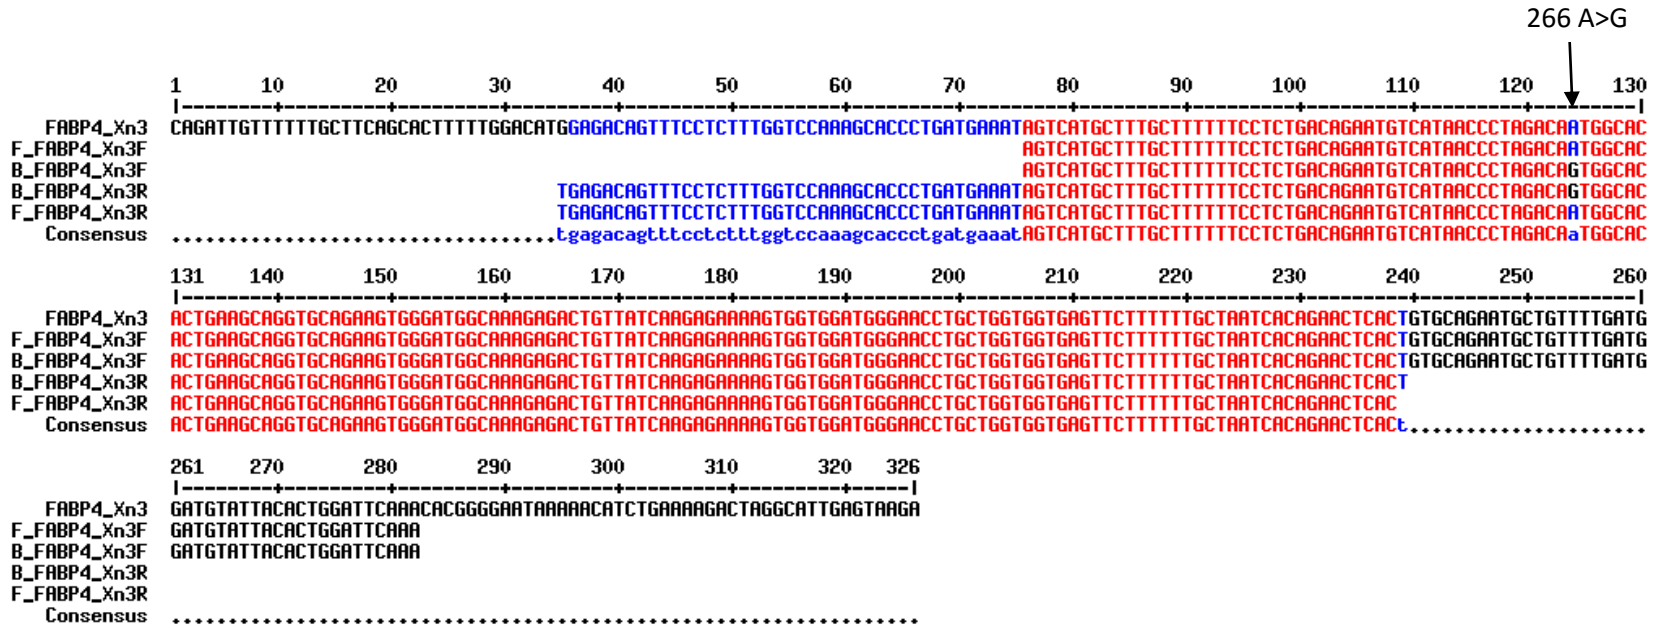 266 A>G
1 10 20 30 40 50 60 70 80 90 100 110 120 130
|--------+---------+---------+---------+---------+---------+---------+---------+---------+---------+---------+---------+---------|
FABP4_Xn3 CAGATTGTTTTTTGCTTCAGCACTTTTTGGACATGGAGACAGTTTCCTCTTTGGTCCAAAGCACCCTGATGAAATAGTCATGCTTTGCTTTTTTCCTCTGACAGAATGTCATAACCCTAGACAATGGCAC
F_FABP4_Xn3F AGTCATGCTTTGCTTTTTTCCTCTGACAGAATGTCATAACCCTAGACAATGGCAC
B_FABP4_Xn3F AGTCATGCTTTGCTTTTTTCCTCTGACAGAATGTCATAACCCTAGACAGTGGCAC
B_FABP4_Xn3R TGAGACAGTTTCCTCTTTGGTCCAAAGCACCCTGATGAAATAGTCATGCTTTGCTTTTTTCCTCTGACAGAATGTCATAACCCTAGACAGTGGCAC
F_FABP4_Xn3R TGAGACAGTTTCCTCTTTGGTCCAAAGCACCCTGATGAAATAGTCATGCTTTGCTTTTTTCCTCTGACAGAATGTCATAACCCTAGACAATGGCAC
Consensus ..................................tgagacagtttcctctttggtccaaagcaccctgatgaaatAGTCATGCTTTGCTTTTTTCCTCTGACAGAATGTCATAACCCTAGACAaTGGCAC
131 140 150 160 170 180 190 200 210 220 230 240 250 260
|--------+---------+---------+---------+---------+---------+---------+---------+---------+---------+---------+---------+---------|
FABP4_Xn3 ACTGAAGCAGGTGCAGAAGTGGGATGGCAAAGAGACTGTTATCAAGAGAAAAGTGGTGGATGGGAACCTGCTGGTGGTGAGTTCTTTTTTGCTAATCACAGAACTCACTGTGCAGAATGCTGTTTTGATG
F_FABP4_Xn3F ACTGAAGCAGGTGCAGAAGTGGGATGGCAAAGAGACTGTTATCAAGAGAAAAGTGGTGGATGGGAACCTGCTGGTGGTGAGTTCTTTTTTGCTAATCACAGAACTCACTGTGCAGAATGCTGTTTTGATG
B_FABP4_Xn3F ACTGAAGCAGGTGCAGAAGTGGGATGGCAAAGAGACTGTTATCAAGAGAAAAGTGGTGGATGGGAACCTGCTGGTGGTGAGTTCTTTTTTGCTAATCACAGAACTCACTGTGCAGAATGCTGTTTTGATG
B_FABP4_Xn3R ACTGAAGCAGGTGCAGAAGTGGGATGGCAAAGAGACTGTTATCAAGAGAAAAGTGGTGGATGGGAACCTGCTGGTGGTGAGTTCTTTTTTGCTAATCACAGAACTCACT
F_FABP4_Xn3R ACTGAAGCAGGTGCAGAAGTGGGATGGCAAAGAGACTGTTATCAAGAGAAAAGTGGTGGATGGGAACCTGCTGGTGGTGAGTTCTTTTTTGCTAATCACAGAACTCAC
Consensus ACTGAAGCAGGTGCAGAAGTGGGATGGCAAAGAGACTGTTATCAAGAGAAAAGTGGTGGATGGGAACCTGCTGGTGGTGAGTTCTTTTTTGCTAATCACAGAACTCACt.....................
261 270 280 290 300 310 320 326
|--------+---------+---------+---------+---------+---------+-----|
FABP4_Xn3 GATGTATTACACTGGATTCAAACACGGGGAATAAAAACATCTGAAAAGACTAGGCATTGAGTAAGA
F_FABP4_Xn3F GATGTATTACACTGGATTCAAA
B_FABP4_Xn3F GATGTATTACACTGGATTCAAA
B_FABP4_Xn3R
F_FABP4_Xn3R
Consensus ..................................................................